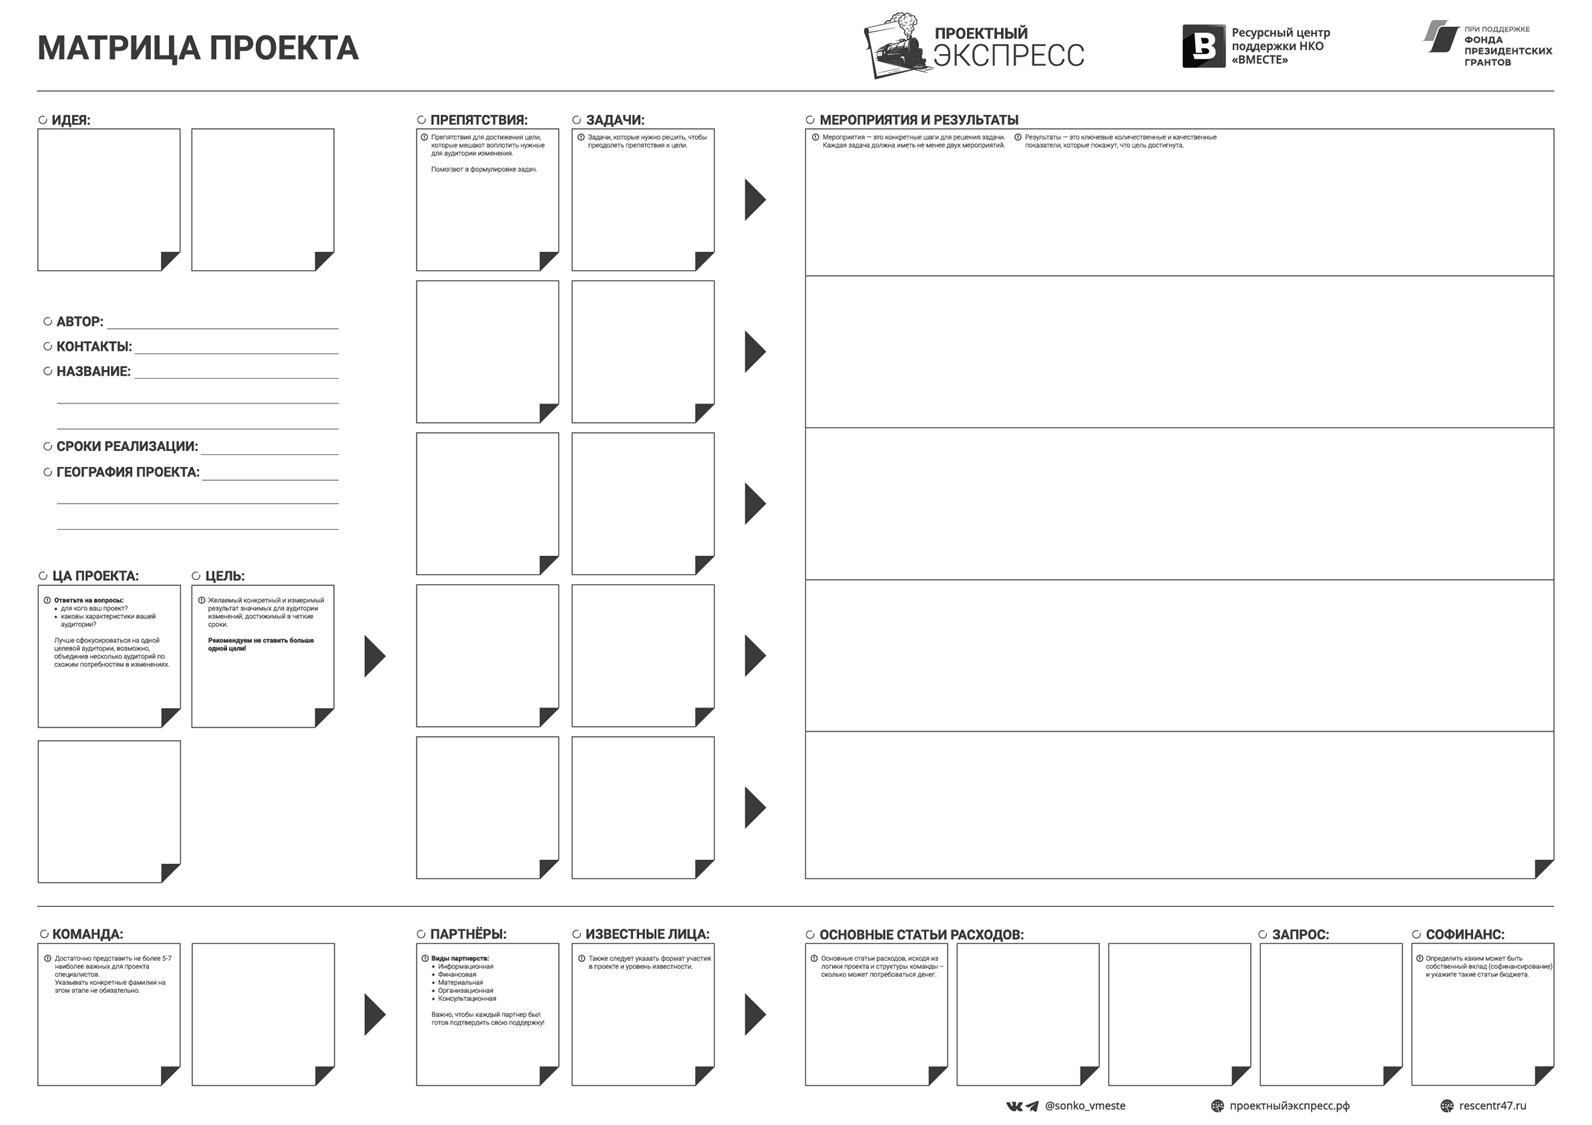 МАТРИЦА ПРОЕКТА
ПРОЕКТНЫЙ
ЭКСПРЕСС
В
Ресурсный центр
поддержки НКО
«ВМЕСТЕ»
ПРИ ПОДДЕРЖКЕ
ФОНДА
ПРЕЗИДЕНТСКИХ
ГРАНТОВ
ИДЕЯ:
АВТОР:
КОНТАКТЫ:
НАЗВАНИЕ:
СРОКИ РЕАЛИЗАЦИИ:
ГЕОГРАФИЯ ПРОЕКТА:
ЦА ПРОЕКТА:
Ответьте на вопросы:
• для кого ваш проект?
• каковы характеристики вашей
аудитории?
Лучше сфокусироваться на одной
целевой аудитории, возможно,
объединив несколько аудиторий по
схожим потребностям в изменениях.
ЦЕЛЬ:
Желаемый конкретный и измеримый
результат значимых для аудитории
изменений, достижимый в четкие
сроки.
Рекомендуем не ставить больше
одной цели!
ПРЕПЯТСТВИЯ:
Препятствия для достижения цели,
которые мешают воплотить нужные
для аудитории изменения.
Помогают в формулировке задач.
ЗАДАЧИ:
Задачи, которые нужно решить, чтобы
преодолеть препятствия к цели.
МЕРОПРИЯТИЯ И РЕЗУЛЬТАТЫ
Мероприятия — это конкретные шаги для решения задачи.
Каждая задача должна иметь не менее двух мероприятий.
Результаты — это ключевые количественные и качественные
показатели, которые покажут, что цель достигнута.
КОМАНДА:
Достаточно представить не более 5-7
наиболее важных для проекта
специалистов.
Указывать конкретные фамилии на
этом этапе не обязательно.
ПАРТНЁРЫ:
Виды партнерств:
• Информационная
• Финансовая
• Материальная
• Организационная
• Консультационная
Важно, чтобы каждый партнер был
готов подтвердить свою поддержку!
ИЗВЕСТНЫЕ ЛИЦА:
Также следует указать формат участия
в проекте и уровень известности.
ОСНОВНЫЕ СТАТЬИ РАСХОДОВ:
Основные статьи расходов, исходя из
логики проекта и структуры команды –
сколько может потребоваться денег.
ЗАПРОС:
СОФИНАНС:
Определить каким может быть
собственный вклад (софинансирование)
и укажите такие статьи бюджета.
@sonko_vmeste
проектныйэкспресс.рф
rescentr47.ru